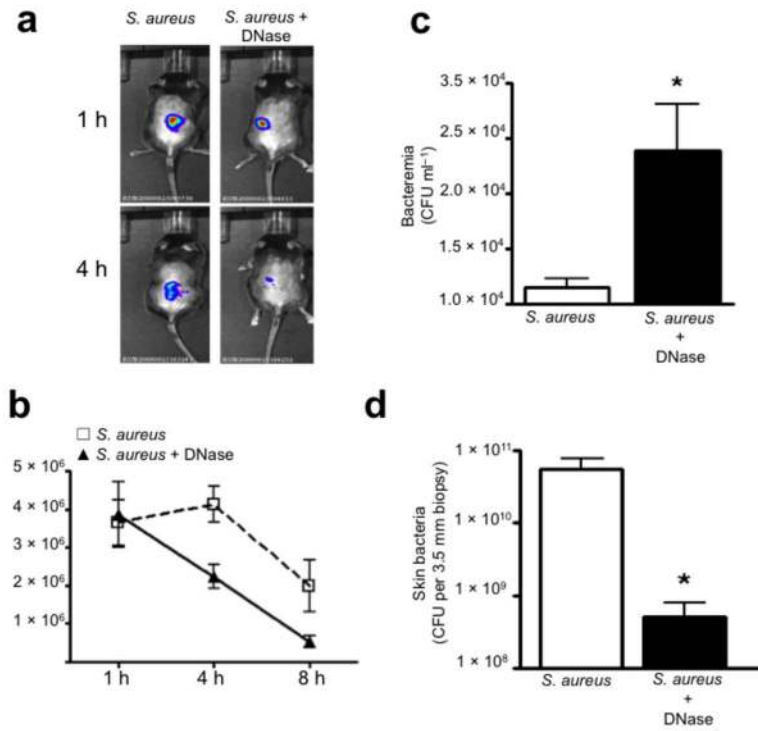 a
S. aureus
S. aureus +
DNase
1 h
4 h
b
S. aureus
S. aureus + DNase
5 × 10⁶
4 × 10⁶
3 × 10⁶
2 × 10⁶
1 × 10⁶
1 h
4 h
8 h
c
Bacteremia
(CFU ml⁻¹)
3.5 × 10⁴
2.5 × 10⁴
2.0 × 10⁴
1.5 × 10⁴
1.0 × 10⁴
*
S. aureus
S. aureus
+
DNase
d
Skin bacteria
(CFU per 3.5 mm biopsy)
1 × 10¹¹
1 × 10¹⁰
1 × 10⁹
1 × 10⁸
*
S. aureus
S. aureus
+
DNase